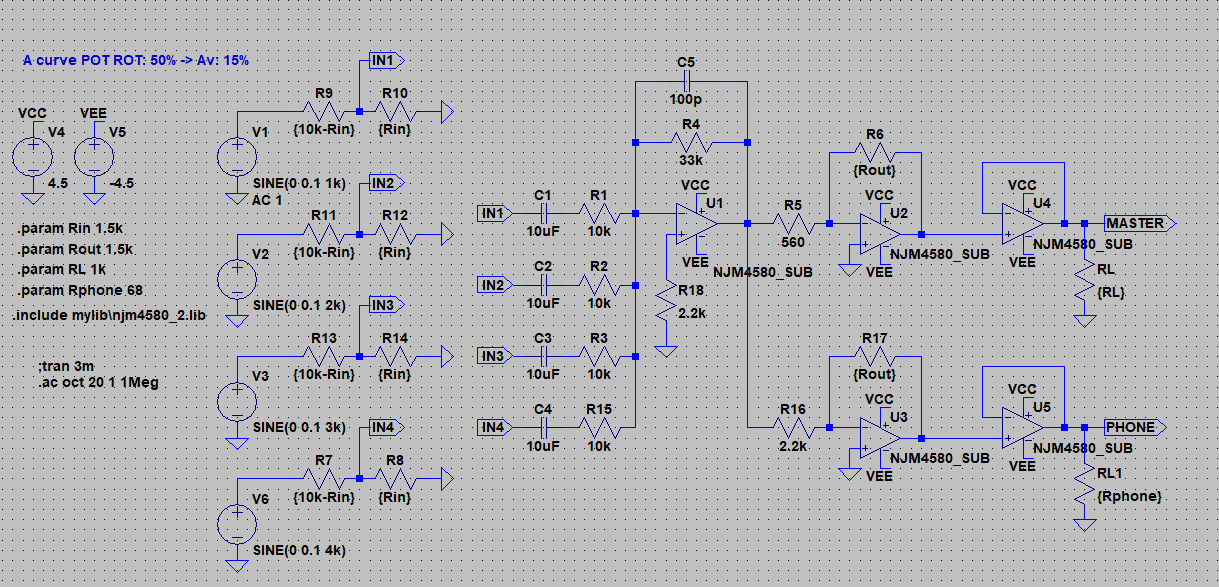 A curve POT ROT: 50% -> Av: 15%
IN1
C5
100p
R9
R10
VCC
VEE
V4
V5
V1
{10k-Rin}
{Rin}
R4
33k
R6
{Rout}
4.5
-4.5
SINE(0 0.1 1k)
AC 1
IN2
VCC
U1
VCC
U2
VCC
U4
C1
R1
IN1
10uF
10k
R5
560
MASTER
.param Rin 1.5k
.param Rout 1.5k
.param RL 1k
.param Rphone 68
.include mylib\njm4580_2.lib
R11
R12
V2
{10k-Rin}
{Rin}
VEE
NJM4580_SUB
VEE
NJM4580_SUB
VEE
NJM4580_SUB
C2
R2
IN2
10uF
10k
R18
2.2k
RL
{RL}
SINE(0 0.1 2k)
IN3
R13
R14
V3
{10k-Rin}
{Rin}
C3
R3
IN3
10uF
10k
R17
{Rout}
;tran 3m
.ac oct 20 1 1Meg
VCC
U3
VCC
U5
SINE(0 0.1 3k)
IN4
C4
R15
IN4
10uF
10k
R16
2.2k
PHONE
VEE
NJM4580_SUB
VEE
NJM4580_SUB
R7
R8
V6
{10k-Rin}
{Rin}
RL1
{Rphone}
SINE(0 0.1 4k)